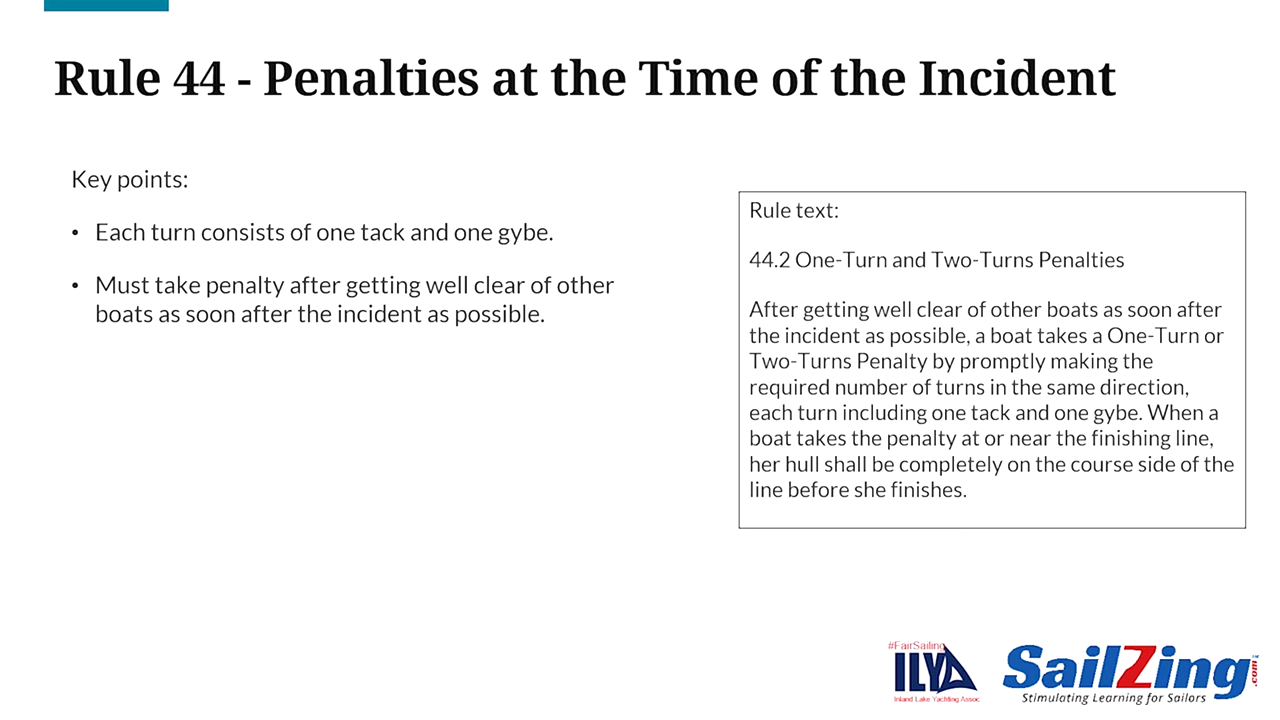 Rule 44 - Penalties at the Time of the Incident
Key points:
• Each turn consists of one tack and one gybe.
• Must take penalty after getting well clear of other
boats as soon after the incident as possible.
Rule text:
44.2 One-Turn and Two-Turns Penalties
After getting well clear of other boats as soon after
the incident as possible, a boat takes a One-Turn or
Two-Turns Penalty by promptly making the
required number of turns in the same direction,
each turn including one tack and one gybe. When a
boat takes the penalty at or near the finishing line,
her hull shall be completely on the course side of the
line before she finishes.
#FairSailing
ILYA
Inland Lake Yachting Assoc.
SailZing.com™
Stimulating Learning for Sailors